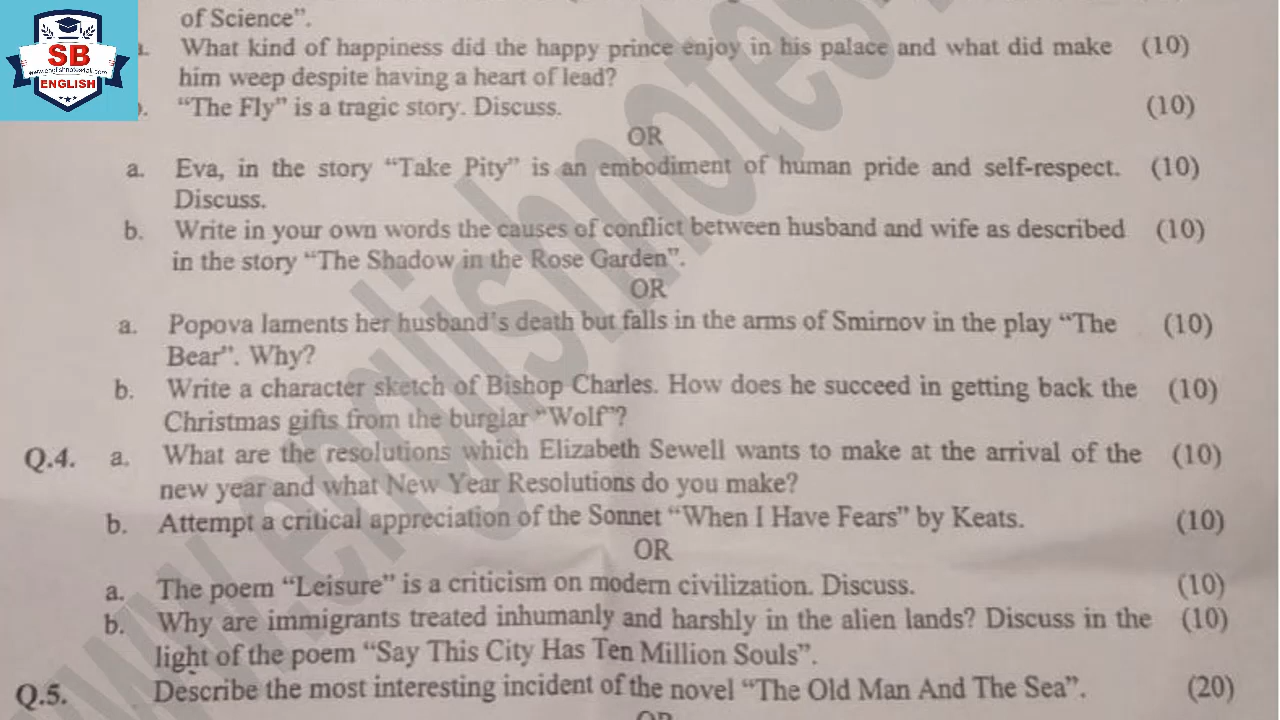 of Science".
SB
www.englishnotestak.com
ENGLISH
a. What kind of happiness did the happy prince enjoy in his palace and what did make (10)
him weep despite having a heart of lead?
b. "The Fly" is a tragic story. Discuss. (10)
OR
a. Eva, in the story "Take Pity" is an embodiment of human pride and self-respect. (10)
Discuss.
b. Write in your own words the causes of conflict between husband and wife as described (10)
in the story "The Shadow in the Rose Garden".
OR
a. Popova laments her husband's death but falls in the arms of Smirnov in the play "The (10)
Bear". Why?
b. Write a character sketch of Bishop Charles. How does he succeed in getting back the (10)
Christmas gifts from the burglar "Wolf"?
Q.4. a. What are the resolutions which Elizabeth Sewell wants to make at the arrival of the (10)
new year and what New Year Resolutions do you make?
b. Attempt a critical appreciation of the Sonnet "When I Have Fears" by Keats. (10)
OR
a. The poem "Leisure" is a criticism on modern civilization. Discuss. (10)
b. Why are immigrants treated inhumanly and harshly in the alien lands? Discuss in the (10)
light of the poem "Say This City Has Ten Million Souls".
Q.5. Describe the most interesting incident of the novel "The Old Man And The Sea". (20)
OR
www.englishnotes